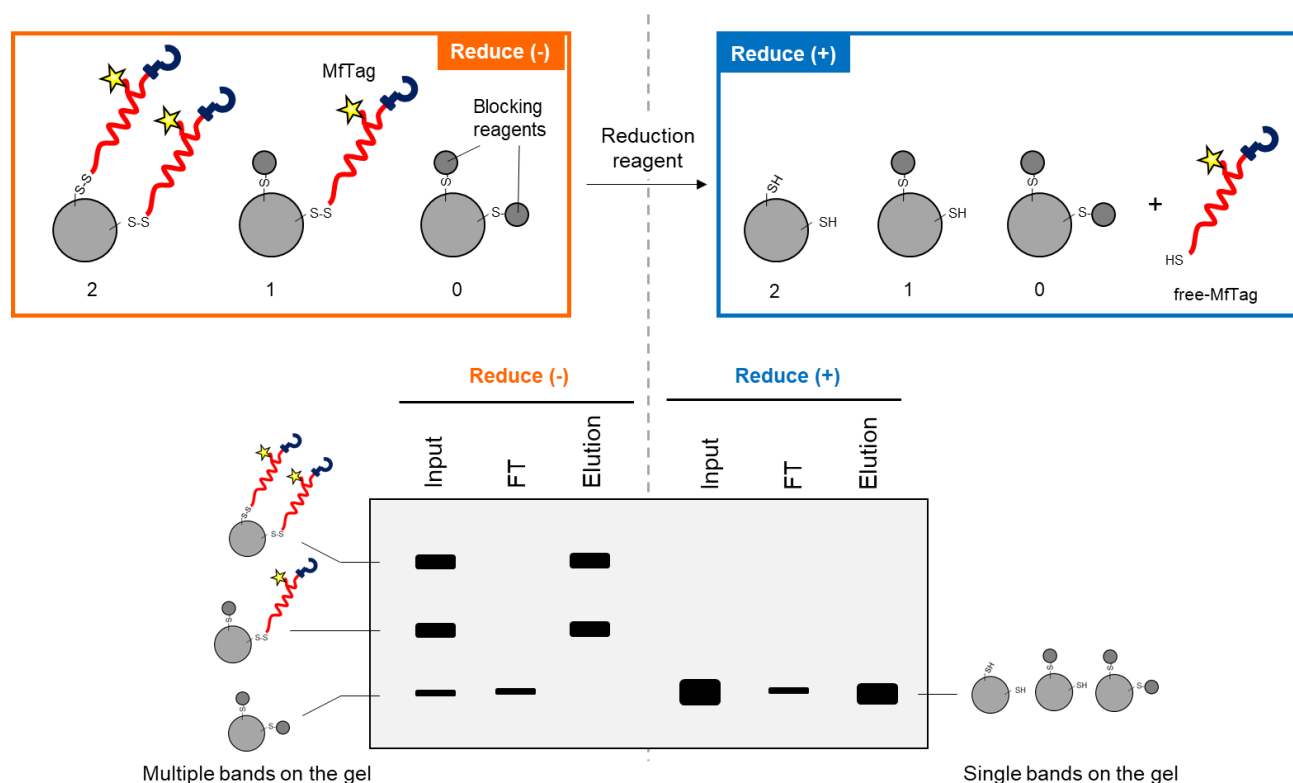 Reduce (-)
MfTag
Blocking
reagents
S-S
S-S
S
S-S
S
S
2
1
0
Reduction
reagent
Reduce (+)
SH
SH
S
SH
S
S
+
HS
2
1
0
free-MfTag
Reduce (-)
Reduce (+)
Input
FT
Elution
Input
FT
Elution
S-S
S-S
S
S-S
S
S
SH
SH
S
SH
S
S
Multiple bands on the gel
Single bands on the gel